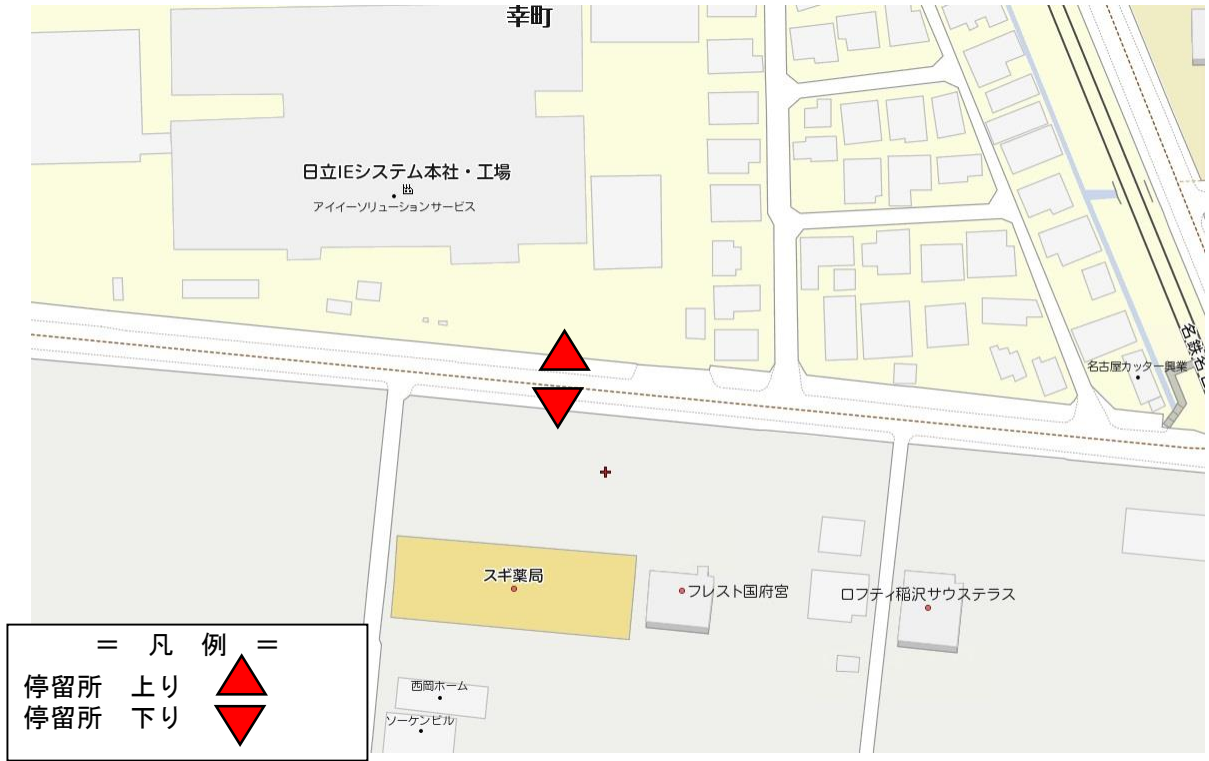 幸町
日立IEシステム本社・工場
アイイーソリューションサービス
名古屋カッター興業
スギ薬局
フレスト国府宮
ロフティ稲沢サウステラス
西岡ホーム
ソーケンビル
＝ 凡 例 ＝
停留所 上り
停留所 下り